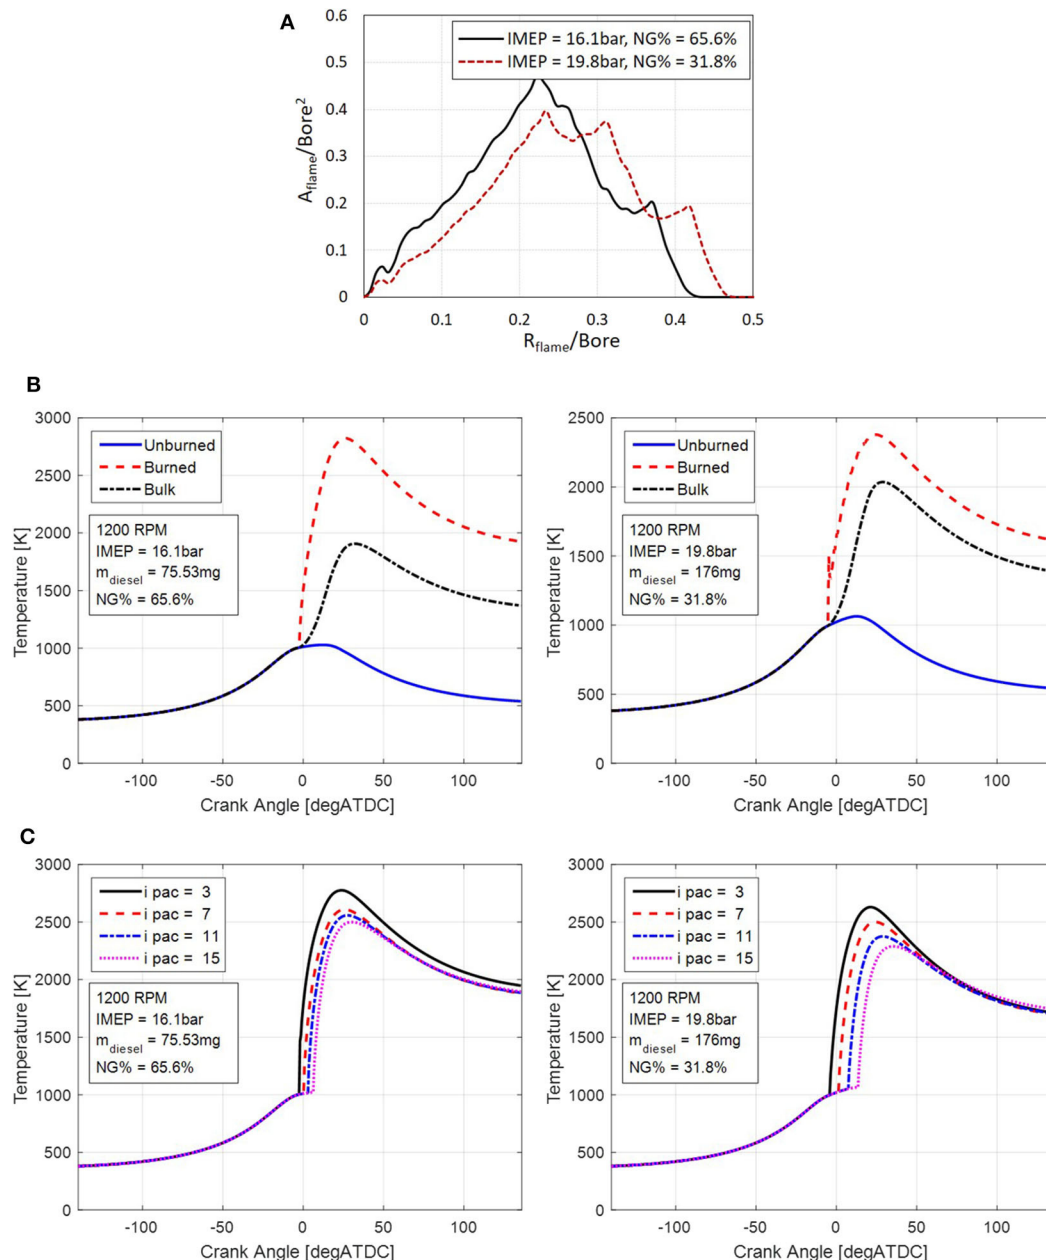 A
0.6
0.5
0.4
0.3
0.2
0.1
0
A_flame/Bore²
IMEP = 16.1bar, NG% = 65.6%
IMEP = 19.8bar, NG% = 31.8%
0 0.1 0.2 0.3 0.4 0.5
R_flame/Bore
B
3000
2500
2000
1500
1000
500
0
Temperature [K]
Unburned
Burned
Bulk
1200 RPM
IMEP = 16.1bar
m_diesel = 75.53mg
NG% = 65.6%
-100 -50 0 50 100
Crank Angle [degATDC]
2500
2000
1500
1000
500
0
Temperature [K]
Unburned
Burned
Bulk
1200 RPM
IMEP = 19.8bar
m_diesel = 176mg
NG% = 31.8%
-100 -50 0 50 100
Crank Angle [degATDC]
C
3000
2500
2000
1500
1000
500
0
Temperature [K]
i pac = 3
i pac = 7
i pac = 11
i pac = 15
1200 RPM
IMEP = 16.1bar
m_diesel = 75.53mg
NG% = 65.6%
-100 -50 0 50 100
Crank Angle [degATDC]
3000
2500
2000
1500
1000
500
0
Temperature [K]
i pac = 3
i pac = 7
i pac = 11
i pac = 15
1200 RPM
IMEP = 19.8bar
m_diesel = 176mg
NG% = 31.8%
-100 -50 0 50 100
Crank Angle [degATDC]